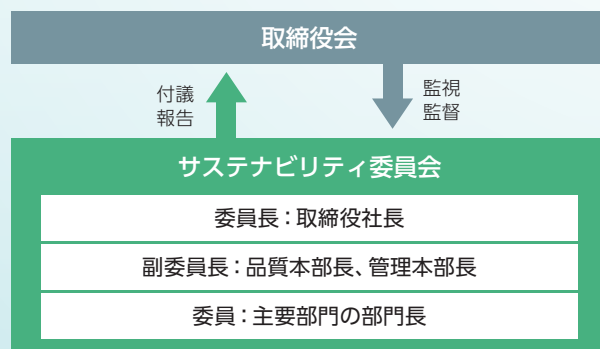 取締役会
付議
報告
監視
監督
サステナビリティ委員会
委員長：取締役社長
副委員長：品質本部長、管理本部長
委員：主要部門の部門長